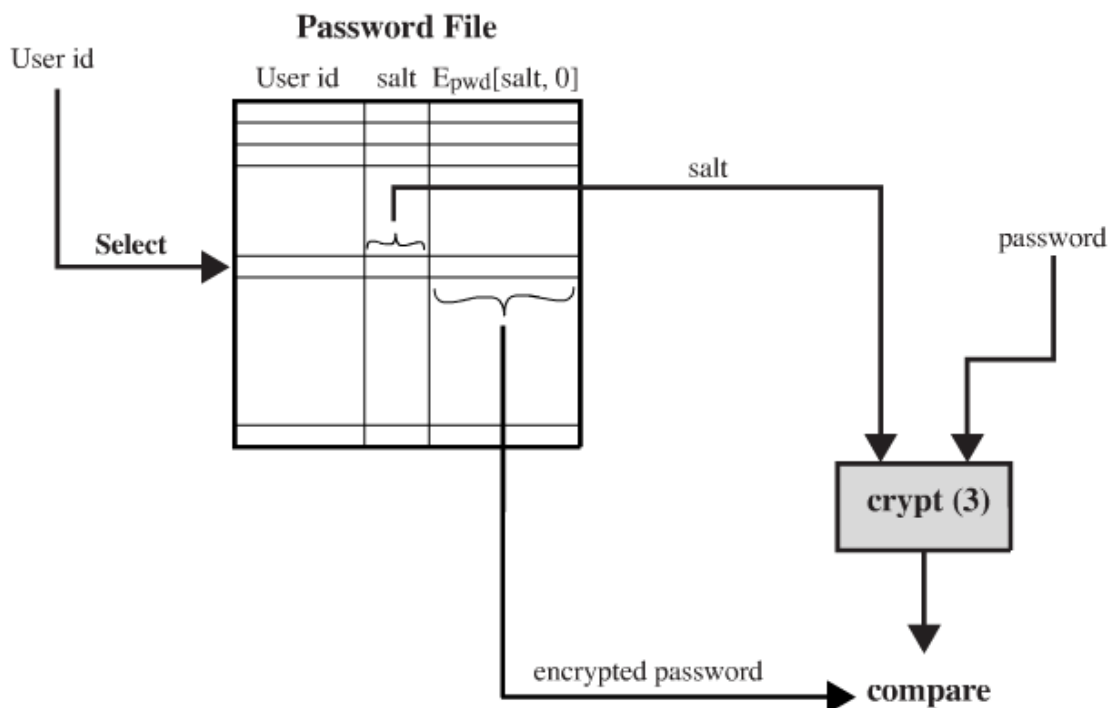 Password File
User id
User id salt Epwd[salt, 0]
salt
Select
password
crypt (3)
encrypted password
compare